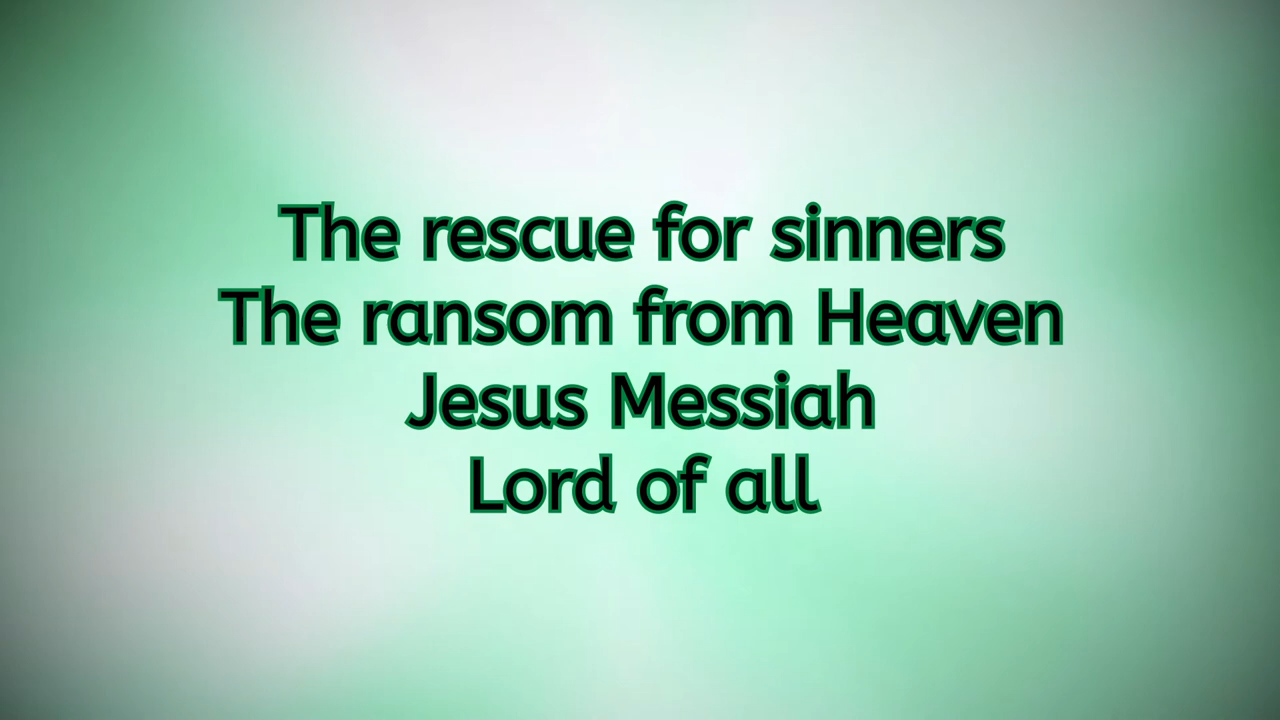 The rescue for sinners
The ransom from Heaven
Jesus Messiah
Lord of all